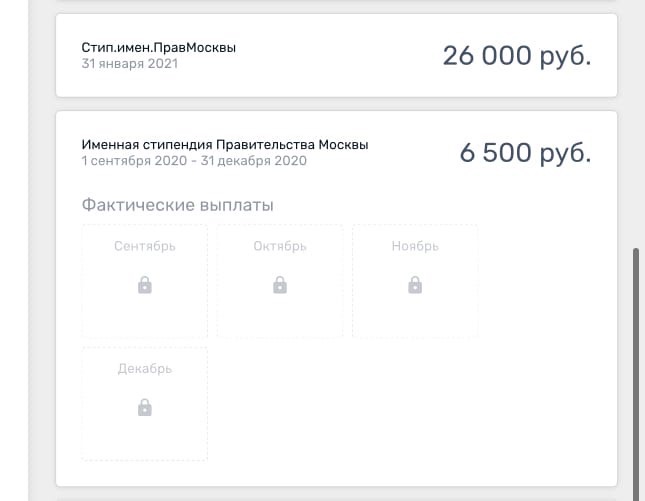 Стип.имен.ПравМосквы
31 января 2021
26 000 руб.
Именная стипендия Правительства Москвы
1 сентября 2020 - 31 декабря 2020
6 500 руб.
Фактические выплаты
Сентябрь
Октябрь
Ноябрь
Декабрь